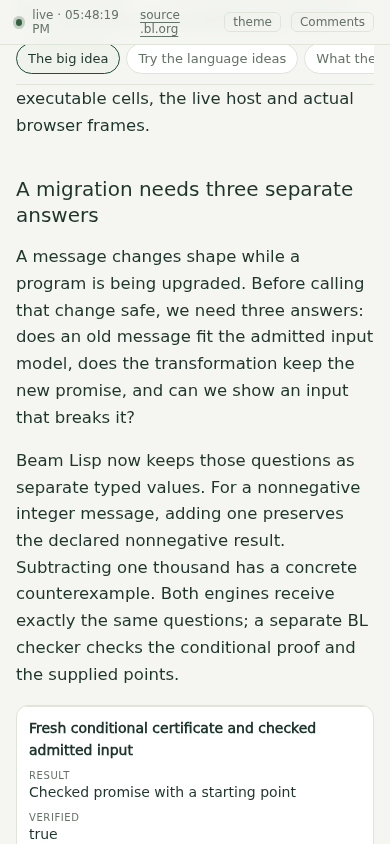 live · 05:48:19 PM
source .bl.org
theme
Comments
The big idea
Try the language ideas
What the
executable cells, the live host and actual
browser frames.
A migration needs three separate
answers
A message changes shape while a
program is being upgraded. Before calling
that change safe, we need three answers:
does an old message fit the admitted input
model, does the transformation keep the
new promise, and can we show an input
that breaks it?
Beam Lisp now keeps those questions as
separate typed values. For a nonnegative
integer message, adding one preserves
the declared nonnegative result.
Subtracting one thousand has a concrete
counterexample. Both engines receive
exactly the same questions; a separate BL
checker checks the conditional proof and
the supplied points.
Fresh conditional certificate and checked
admitted input
RESULT
Checked promise with a starting point
VERIFIED
true